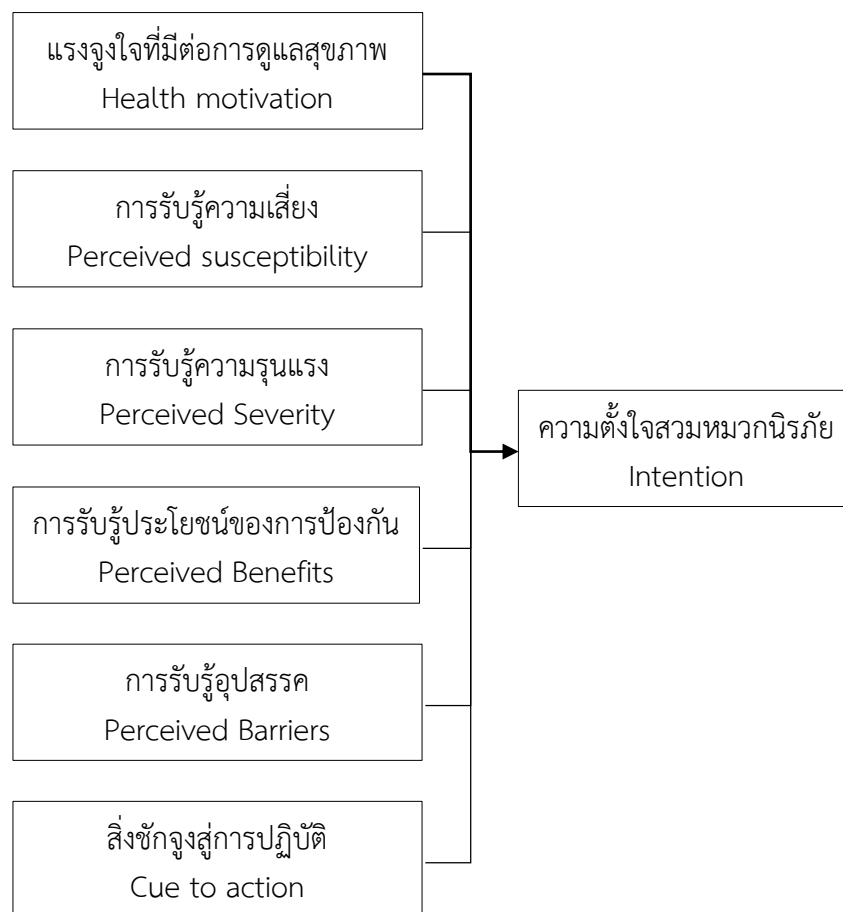 แรงจูงใจที่มีต่อการดูแลสุขภาพ
Health motivation
การรับรู้ความเสี่ยง
Perceived susceptibility
การรับรู้ความรุนแรง
Perceived Severity
การรับรู้ประโยชน์ของการป้องกัน
Perceived Benefits
การรับรู้อุปสรรค
Perceived Barriers
สิ่งชักจูงสู่การปฏิบัติ
Cue to action
ความตั้งใจสวมหมวกนิรภัย
Intention